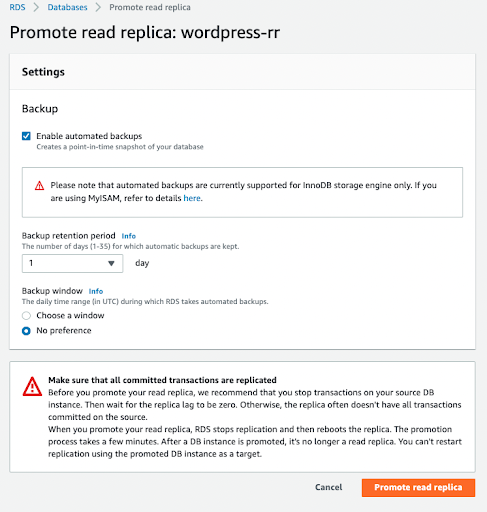 RDS > Databases > Promote read replica
Promote read replica: wordpress-rr
Settings
Backup
Enable automated backups
Creates a point-in-time snapshot of your database
Please note that automated backups are currently supported for InnoDB storage engine only. If you
are using MyISAM, refer to details here.
Backup retention period Info
The number of days (1-35) for which automatic backups are kept.
1 day
Backup window Info
The daily time range (in UTC) during which RDS takes automated backups.
Choose a window
No preference
Make sure that all committed transactions are replicated
Before you promote your read replica, we recommend that you stop transactions on your source DB
instance. Then wait for the replica lag to be zero. Otherwise, the replica often doesn't have all transactions
committed on the source.
When you promote your read replica, RDS stops replication and then reboots the replica. The promotion
process takes a few minutes. After a DB instance is promoted, it's no longer a read replica. You can't restart
replication using the promoted DB instance as a target.
Cancel Promote read replica